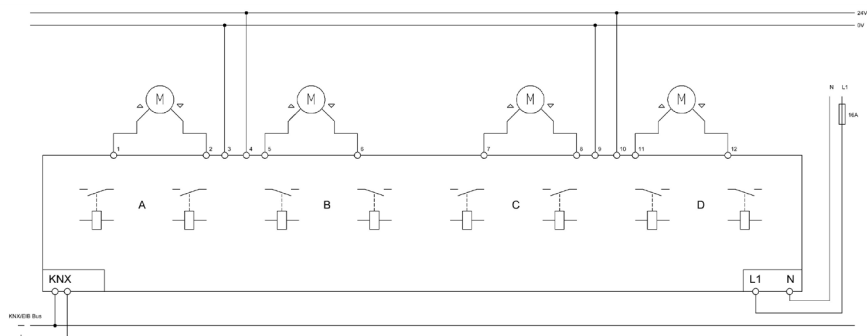 24V
0V
N L1
16A
M M M M
1 2 3 4 5 6 7 8 9 10 11 12
A B C D
KNX L1 N
KNX/EIB Bus